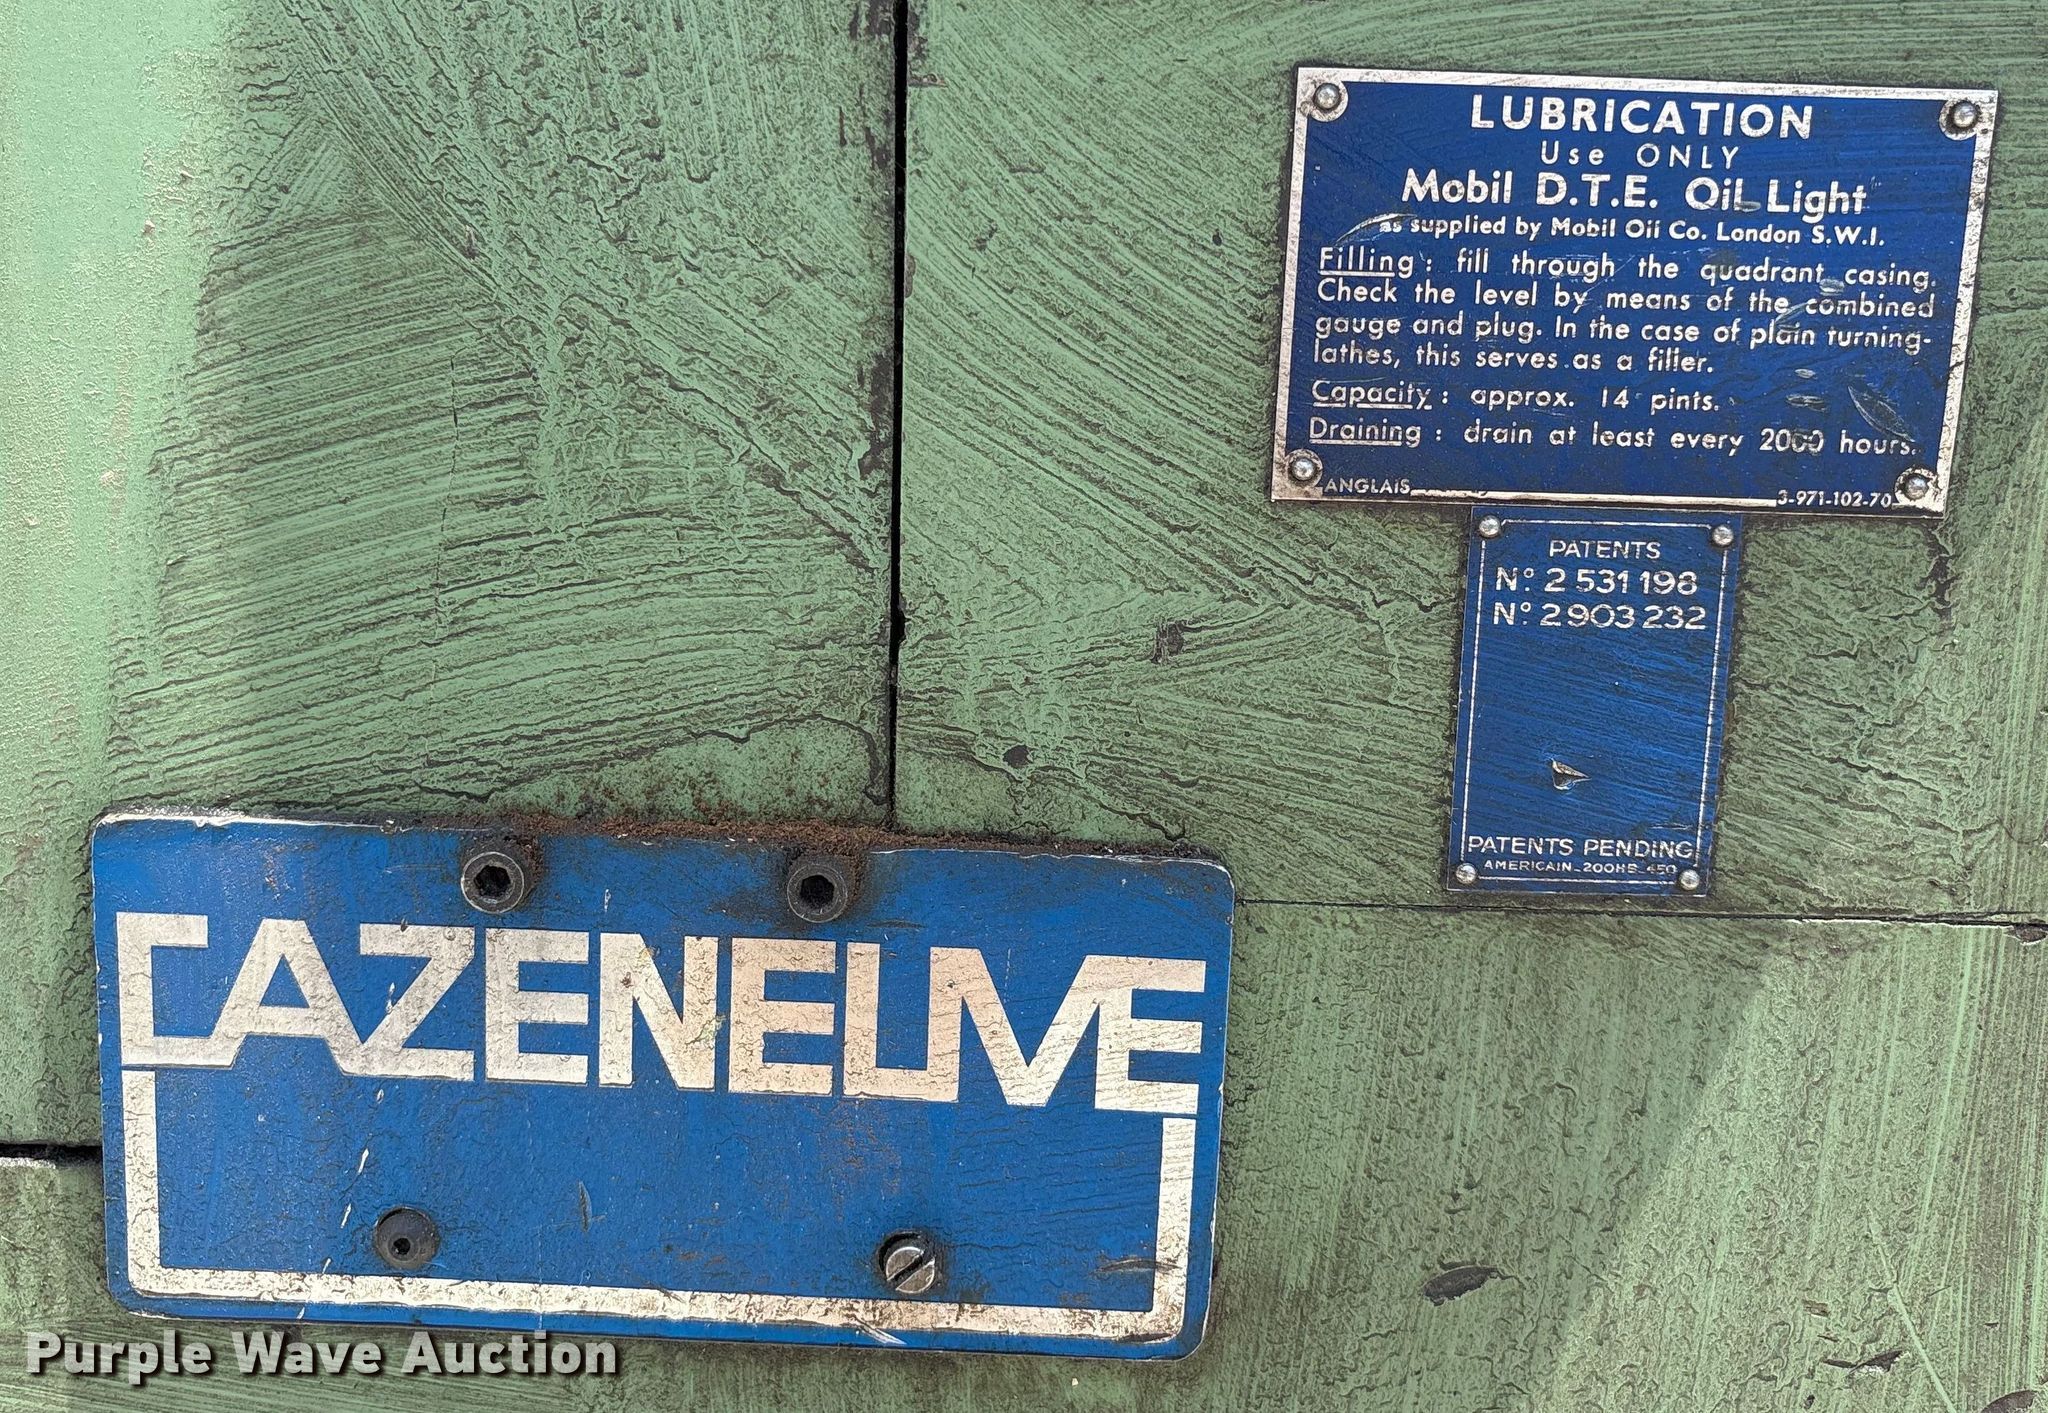 LUBRICATION
Use ONLY
Mobil D.T.E. Oil Light
as supplied by Mobil Oil Co. London S.W.I.
Filling : fill through the quadrant casing.
Check the level by means of the combined
gauge and plug. In the case of plain turning-
lathes, this serves as a filler.
Capacity : approx. 14 pints.
Draining : drain at least every 2000 hours.
ANGLAIS
3-971-102-70
PATENTS
Nº. 2 531 198
Nº. 2 903 232
PATENTS PENDING
AMERICAIN_200HB_450
CAZENEUVE
Purple Wave Auction